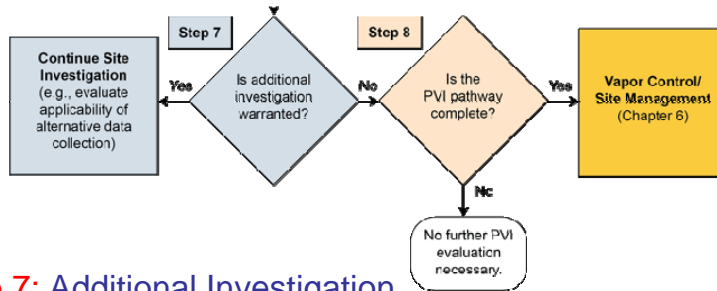 Step 7
Step 8
Continue Site
Investigation
(e.g., evaluate
applicability of
alternative data
collection)
Yes
Is additional
investigation
warranted?
No
Is the
PVI pathway
complete?
Yes
Vapor Control/
Site Management
(Chapter 6)
No
No further PVI
evaluation
necessary.
7: Additional Investigation